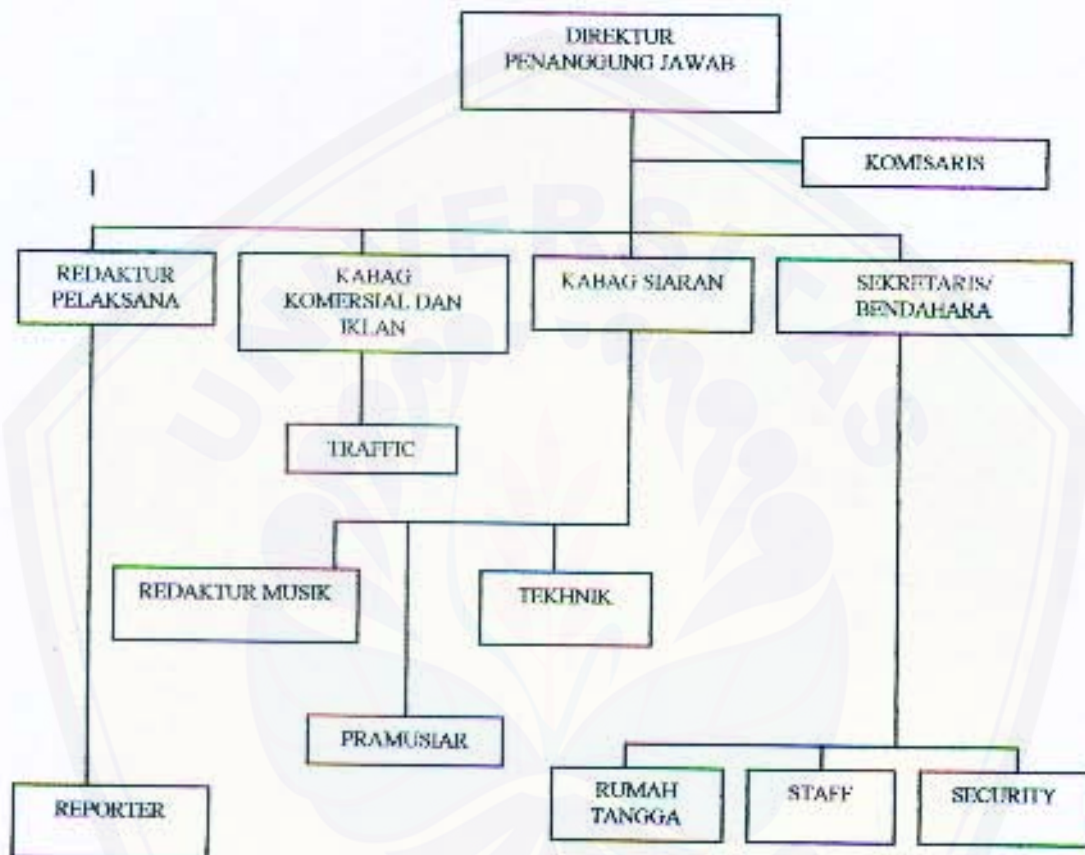 DIREKTUR
PENANGGUNG JAWAB
KOMISARIS
REDAKTUR
PELAKSANA
KABAG
KOMERSIAL DAN
IKLAN
KABAG SIARAN
SEKRETARIS/
BENDAHARA
TRAFFIC
REDAKTUR MUSIK
TEKHNIK
PRAMUSIAR
RUMAH
TANGGA
STAFF
SECURITY
REPORTER
UNIVERSITAS